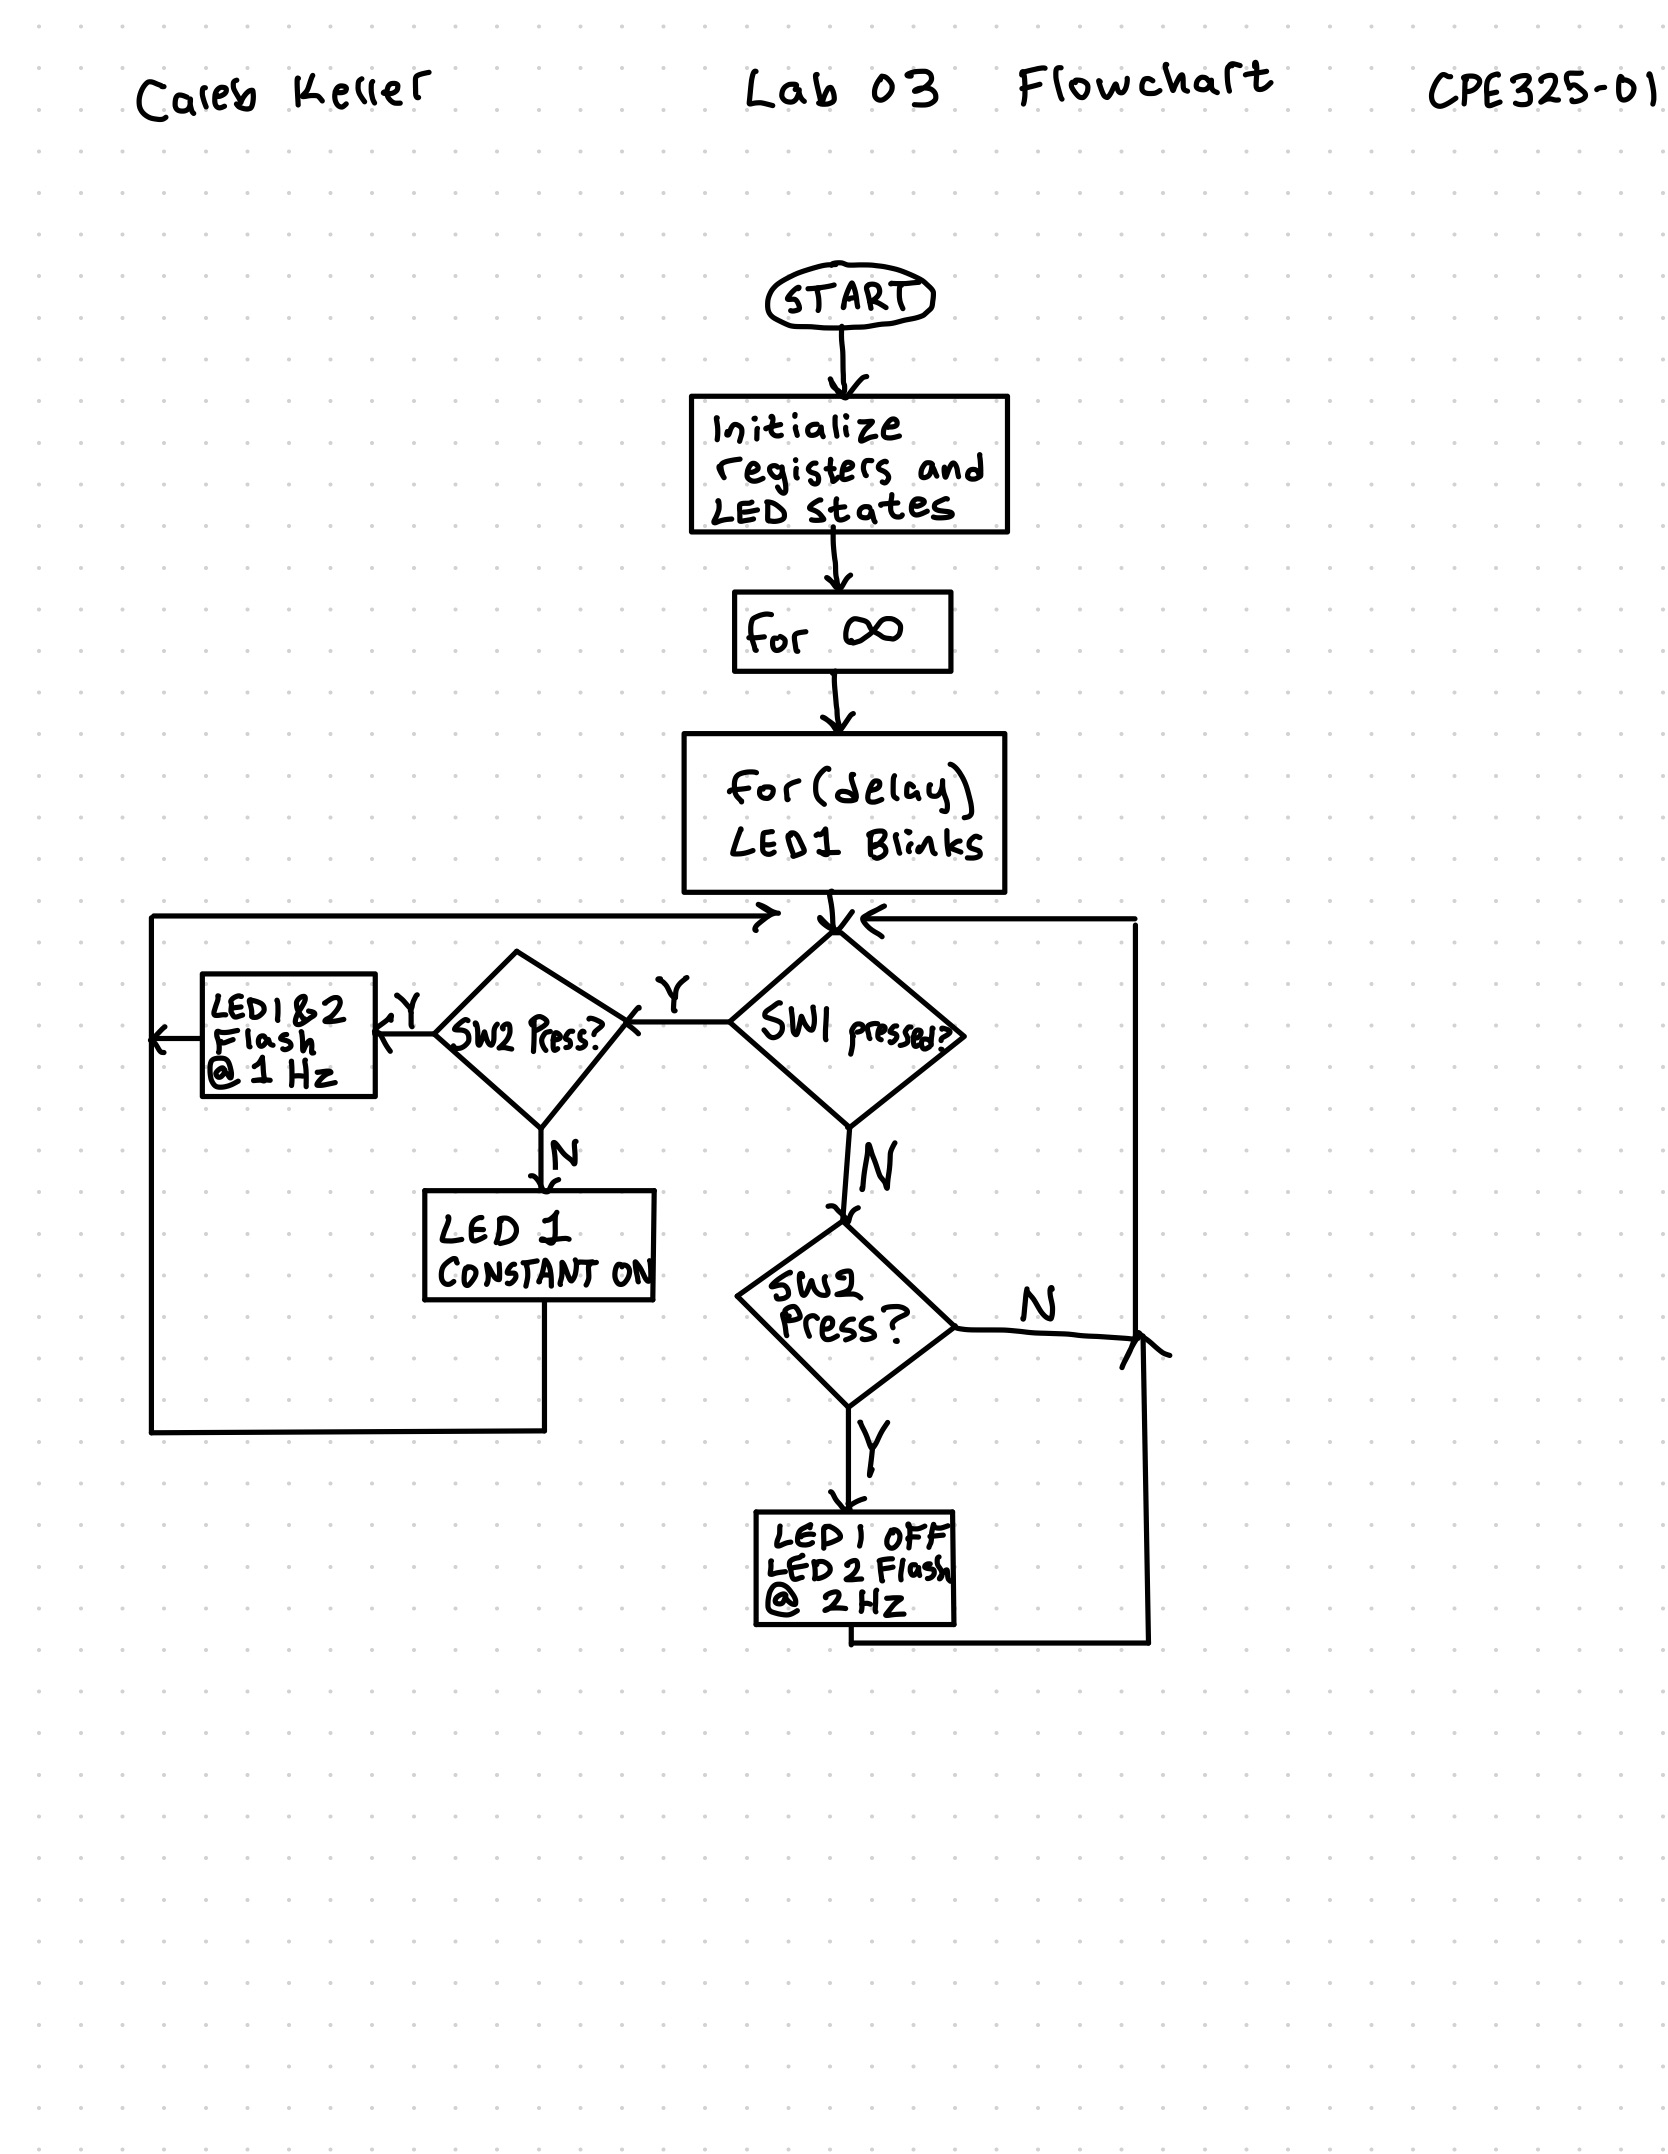 Caleb Keller Lab 03 Flowchart CPE325-01
START
Initialize
registers and
LED states
for ∞
for(delay)
LED1 Blinks
SW1 pressed?
Y
SW2 Press?
Y
LED1&2
Flash
@ 1 Hz
N
LED 1
CONSTANT ON
N
SW2
Press?
N
Y
LED 1 OFF
LED 2 Flash
@ 2 Hz